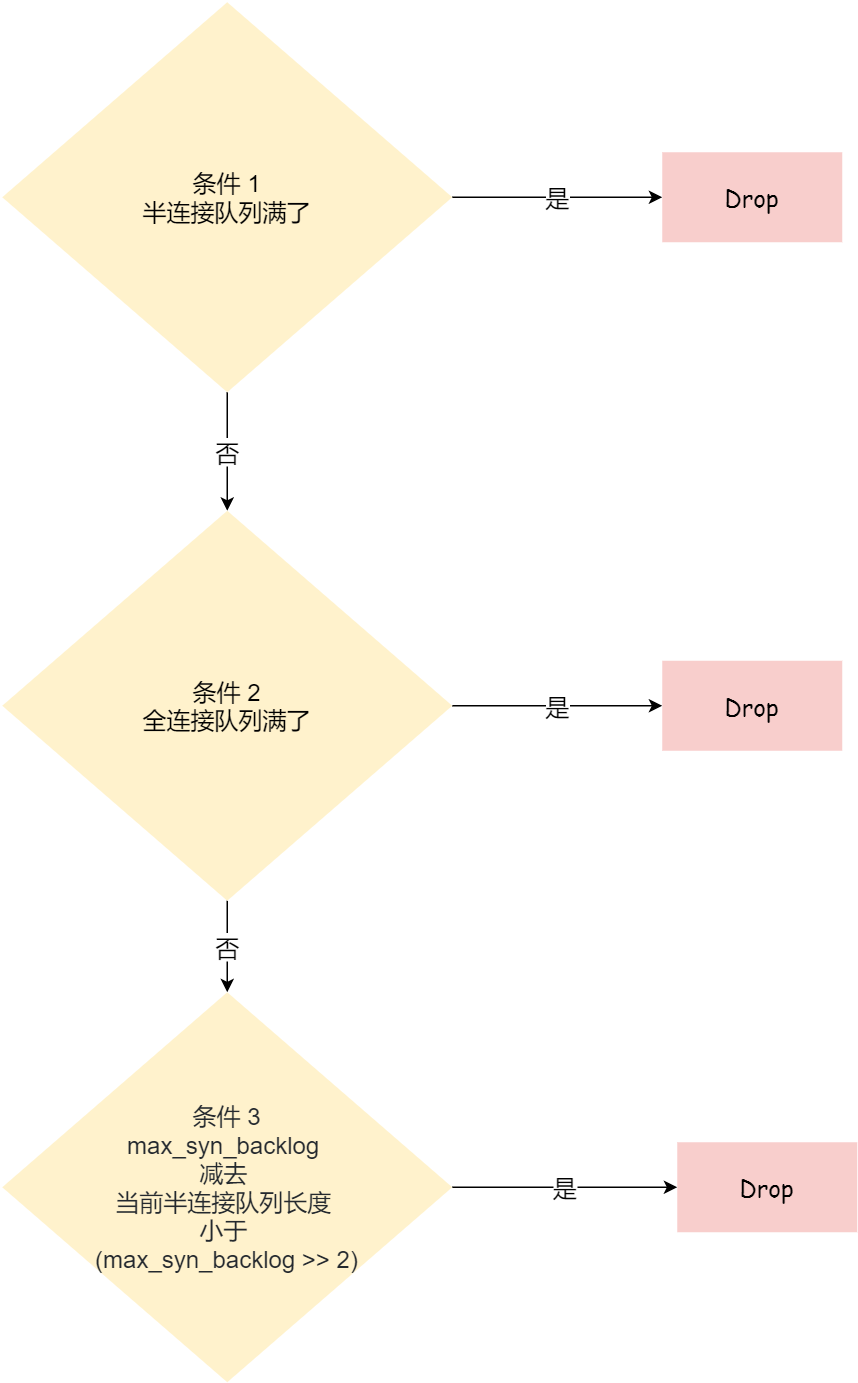 条件 1
半连接队列满了
是
Drop
否
条件 2
全连接队列满了
是
Drop
否
条件 3
max_syn_backlog
减去
当前半连接队列长度
小于
(max_syn_backlog >> 2)
是
Drop